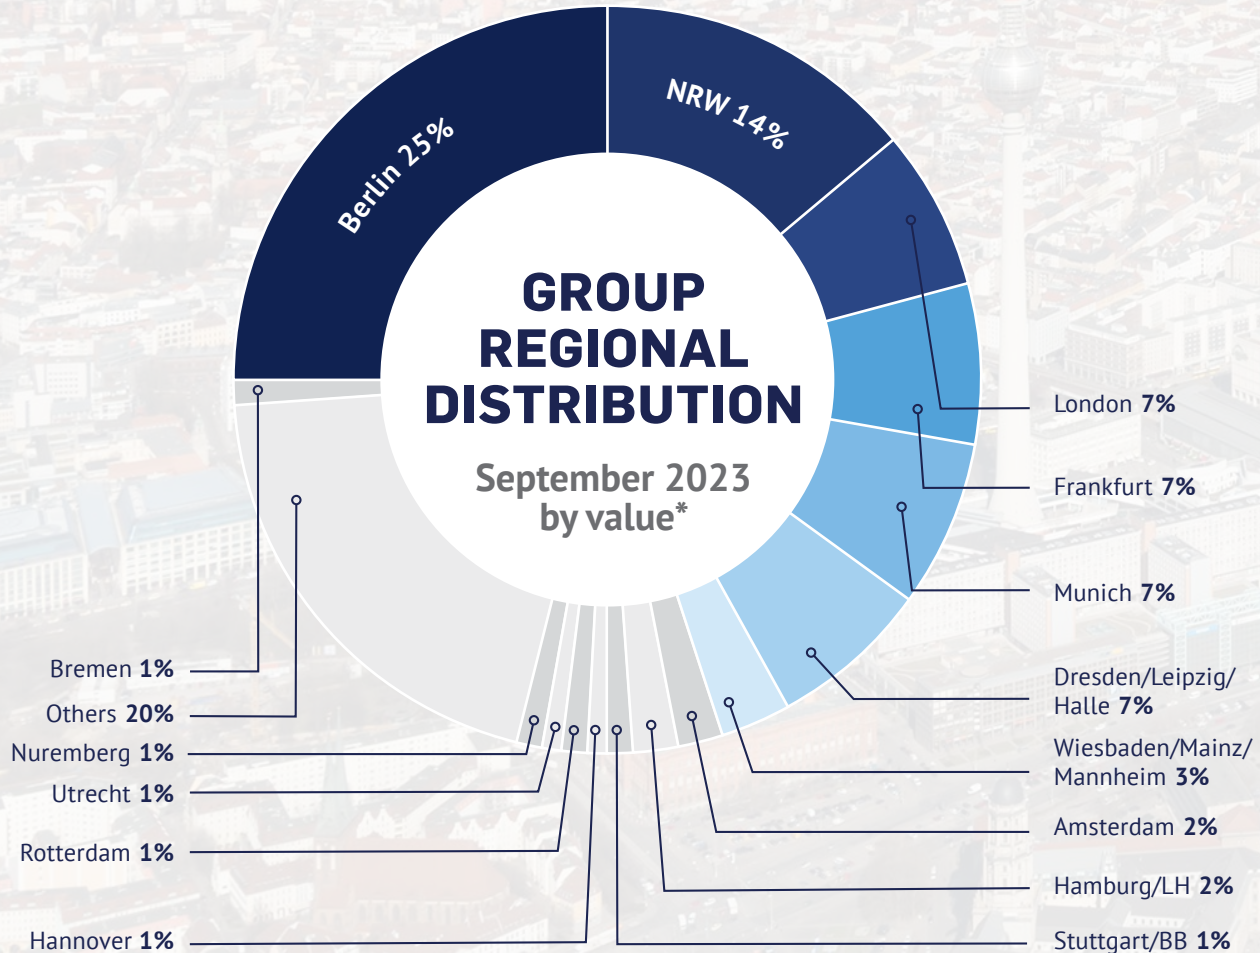 Berlin 25%
NRW 14%
GROUP
REGIONAL
DISTRIBUTION
September 2023
by value*
London 7%
Frankfurt 7%
Munich 7%
Dresden/Leipzig/
Halle 7%
Wiesbaden/Mainz/
Mannheim 3%
Amsterdam 2%
Hamburg/LH 2%
Stuttgart/BB 1%
Bremen 1%
Others 20%
Nuremberg 1%
Utrecht 1%
Rotterdam 1%
Hannover 1%